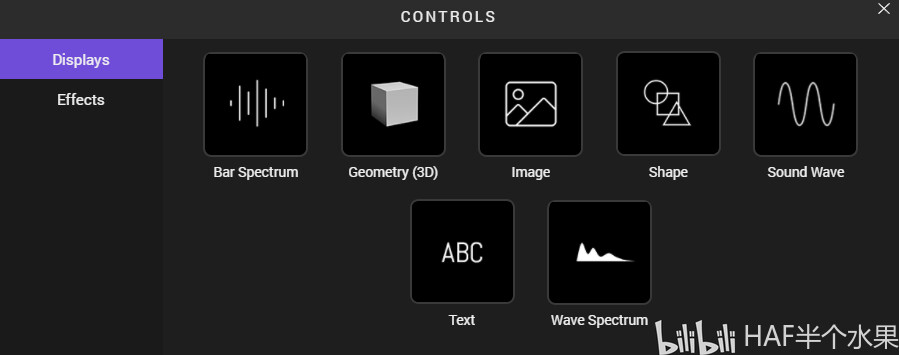 CONTROLS
Displays
Effects
Bar Spectrum
Geometry (3D)
Image
Shape
Sound Wave
ABC
Text
Wave Spectrum
bilibili HAF半个水果